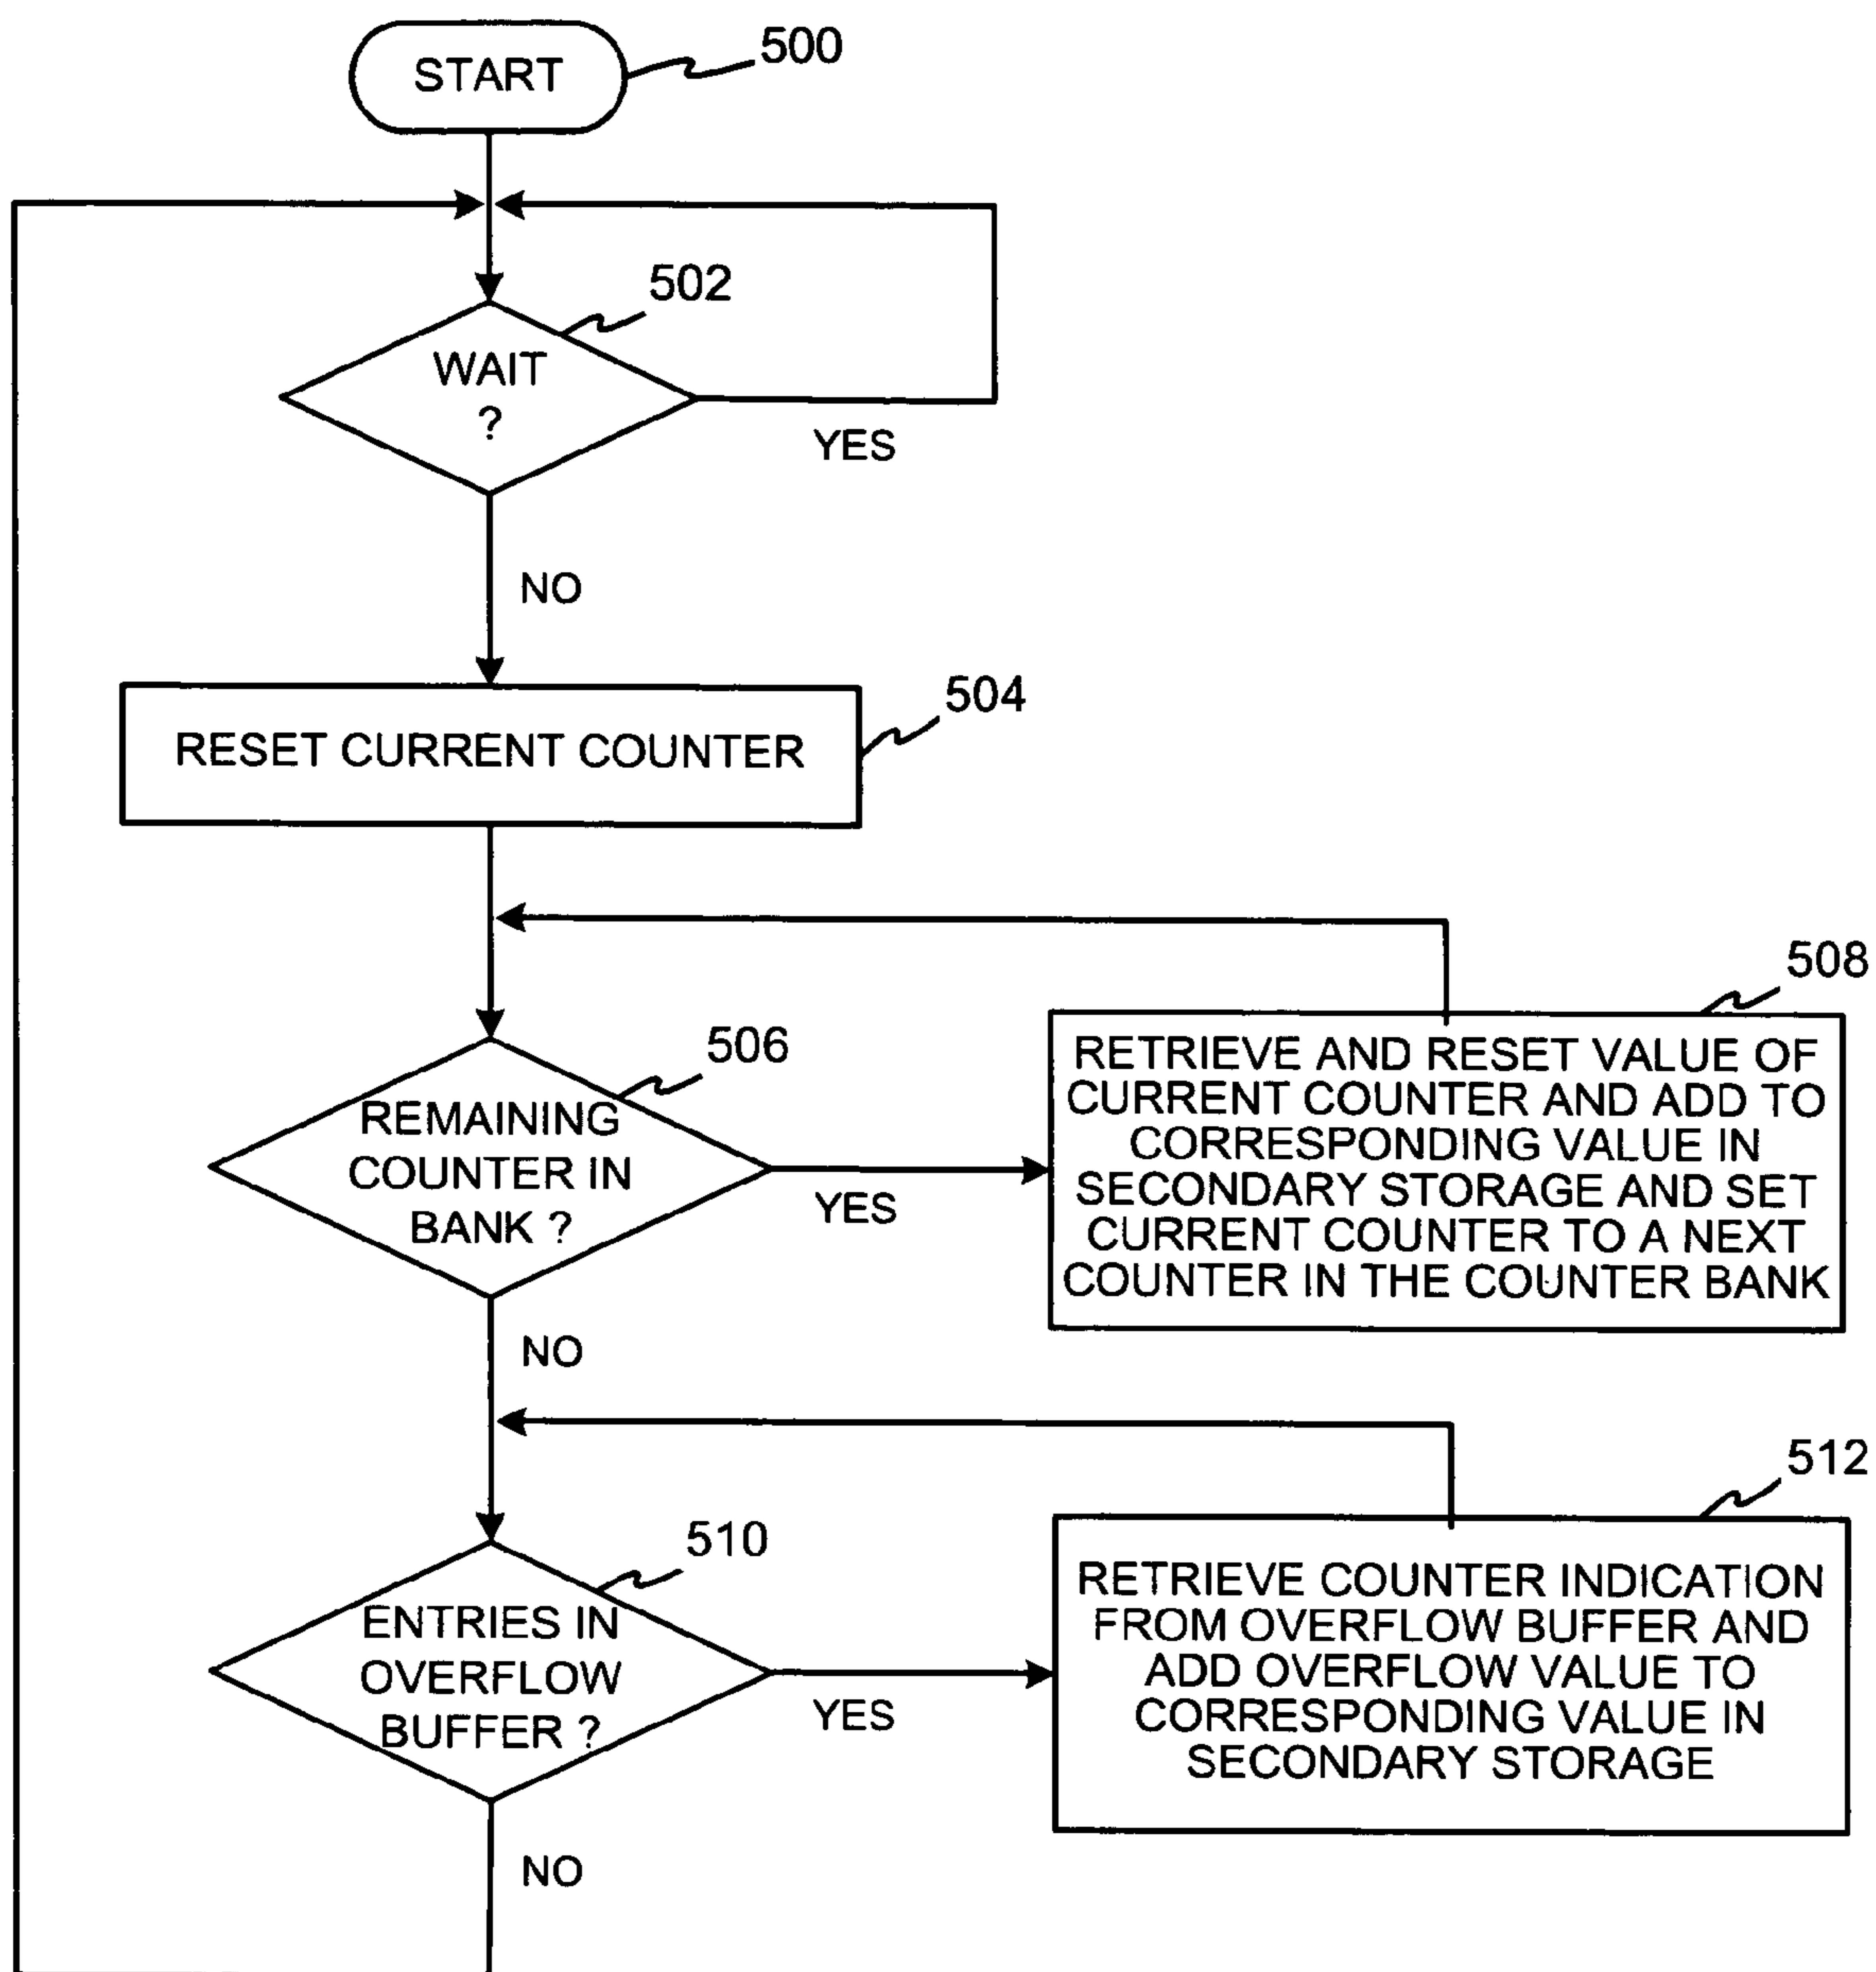 START
500
502
WAIT
?
YES
NO
504
RESET CURRENT COUNTER
506
REMAINING
COUNTER IN
BANK ?
YES
508
RETRIEVE AND RESET VALUE OF
CURRENT COUNTER AND ADD TO
CORRESPONDING VALUE IN
SECONDARY STORAGE AND SET
CURRENT COUNTER TO A NEXT
COUNTER IN THE COUNTER BANK
NO
510
ENTRIES IN
OVERFLOW
BUFFER ?
YES
512
RETRIEVE COUNTER INDICATION
FROM OVERFLOW BUFFER AND
ADD OVERFLOW VALUE TO
CORRESPONDING VALUE IN
SECONDARY STORAGE
NO